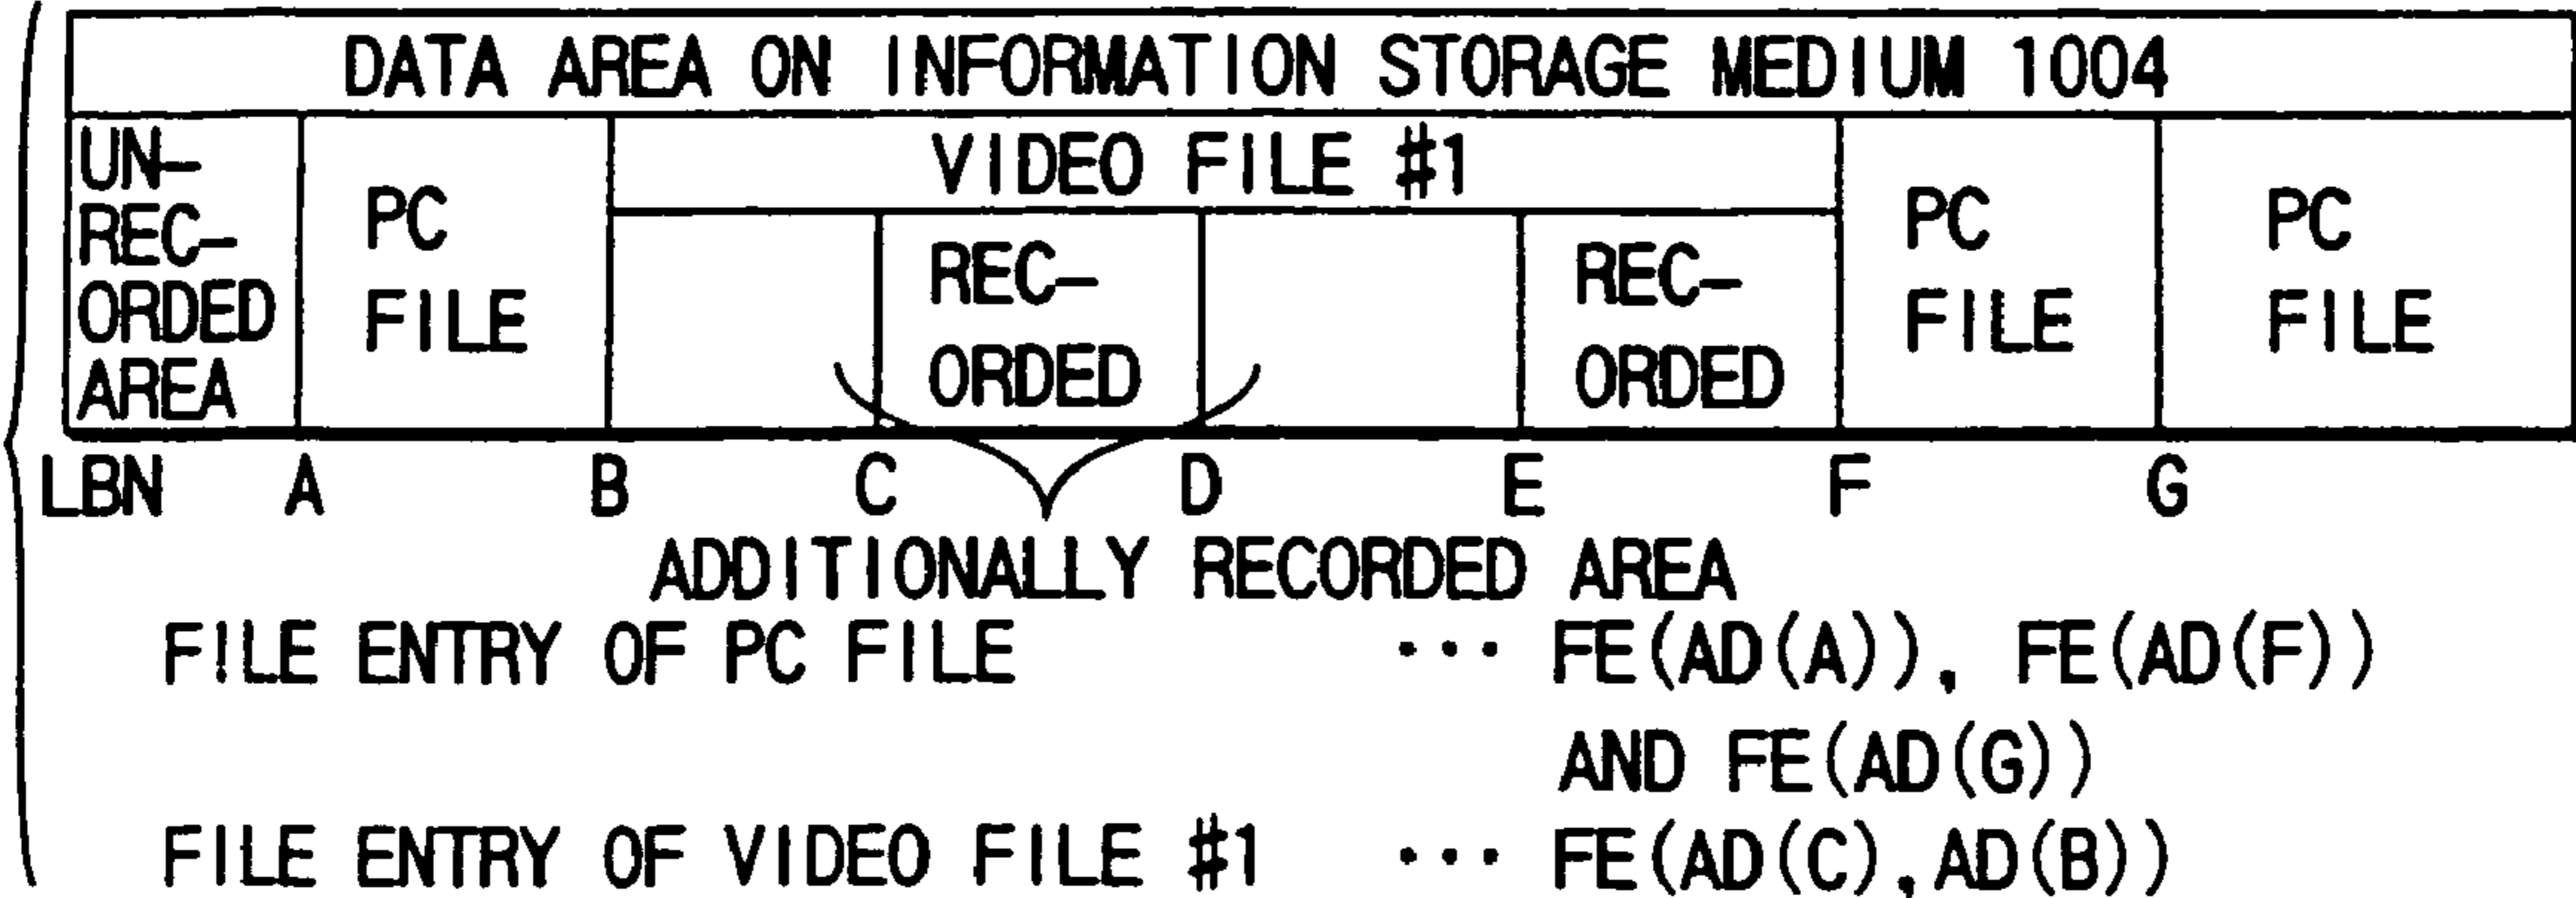 DATA AREA ON INFORMATION STORAGE MEDIUM 1004
UN-
REC-
ORDED
AREA
PC
FILE
VIDEO FILE #1
REC-
ORDED
REC-
ORDED
PC
FILE
PC
FILE
LBN A B C D E F G
ADDITIONALLY RECORDED AREA
FILE ENTRY OF PC FILE ··· FE(AD(A)), FE(AD(F))
AND FE(AD(G))
FILE ENTRY OF VIDEO FILE #1 ··· FE(AD(C),AD(B))